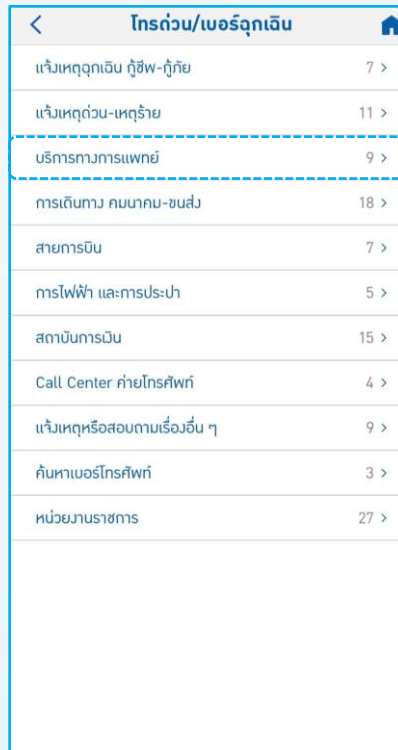 โทรด่วน/เบอร์ฉุกเฉิน
แจ้งเหตุฉุกเฉิน กู้ชีพ-กู้ภัย 7 >
แจ้งเหตุด่วน-เหตุร้าย 11 >
บริการทางการแพทย์ 9 >
การเดินทาง คมนาคม-ขนส่ง 18 >
สายการบิน 7 >
การไฟฟ้า และการประปา 5 >
สถาบันการเงิน 15 >
Call Center ค่ายโทรศัพท์ 4 >
แจ้งเหตุหรือสอบถามเรื่องอื่น ๆ 9 >
ค้นหาเบอร์โทรศัพท์ 3 >
หน่วยงานราชการ 27 >